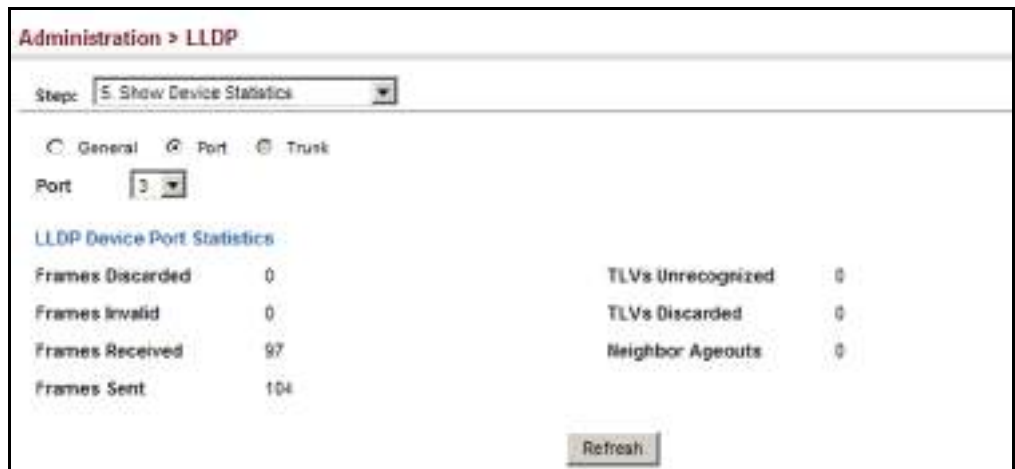 Administration > LLDP
Step: 5. Show Device Statistics
General Port Trunk
Port 3
LLDP Device Port Statistics
Frames Discarded 0 TLVs Unrecognized 0
Frames Invalid 0 TLVs Discarded 0
Frames Received 97 Neighbor Ageouts 0
Frames Sent 104
Refresh